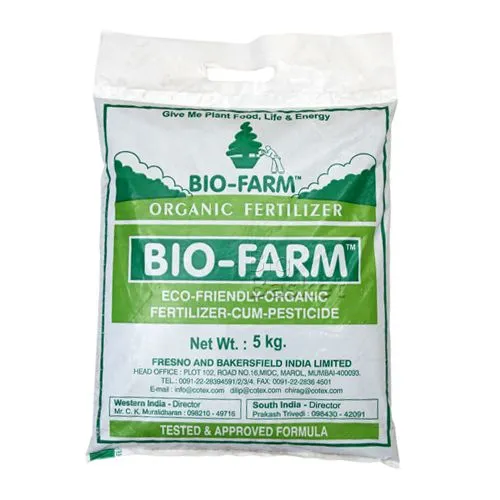 Give Me Plant Food, Life & Energy
BIO-FARM™
ORGANIC FERTILIZER
BIO-FARM™
ECO-FRIENDLY-ORGANIC
FERTILIZER-CUM-PESTICIDE
Net Wt. : 5 kg.
FRESNO AND BAKERSFIELD INDIA LIMITED
HEAD OFFICE : PLOT 102, ROAD NO.16,MIDC, MAROL, MUMBAI-400093.
TEL.: 0091-22-28394591/2/3/4. FAX: 0091-22-2836 4501
E-mail : info@cotex.com dilip@cotex.com chirag@cotex.com
Western India - Director
Mr. C. K. Muralidharan : 098210 - 49716
South India - Director
Prakash Trivedi : 098430 - 42091
TESTED & APPROVED FORMULA